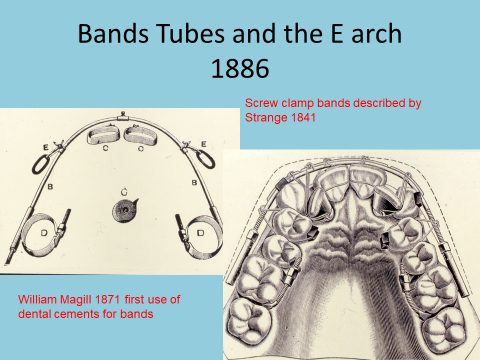 Bands Tubes and the E arch
1886
Screw clamp bands described by
Strange 1841
E
E
C
C
B
B
C
D
D
William Magill 1871 first use of
dental cements for bands